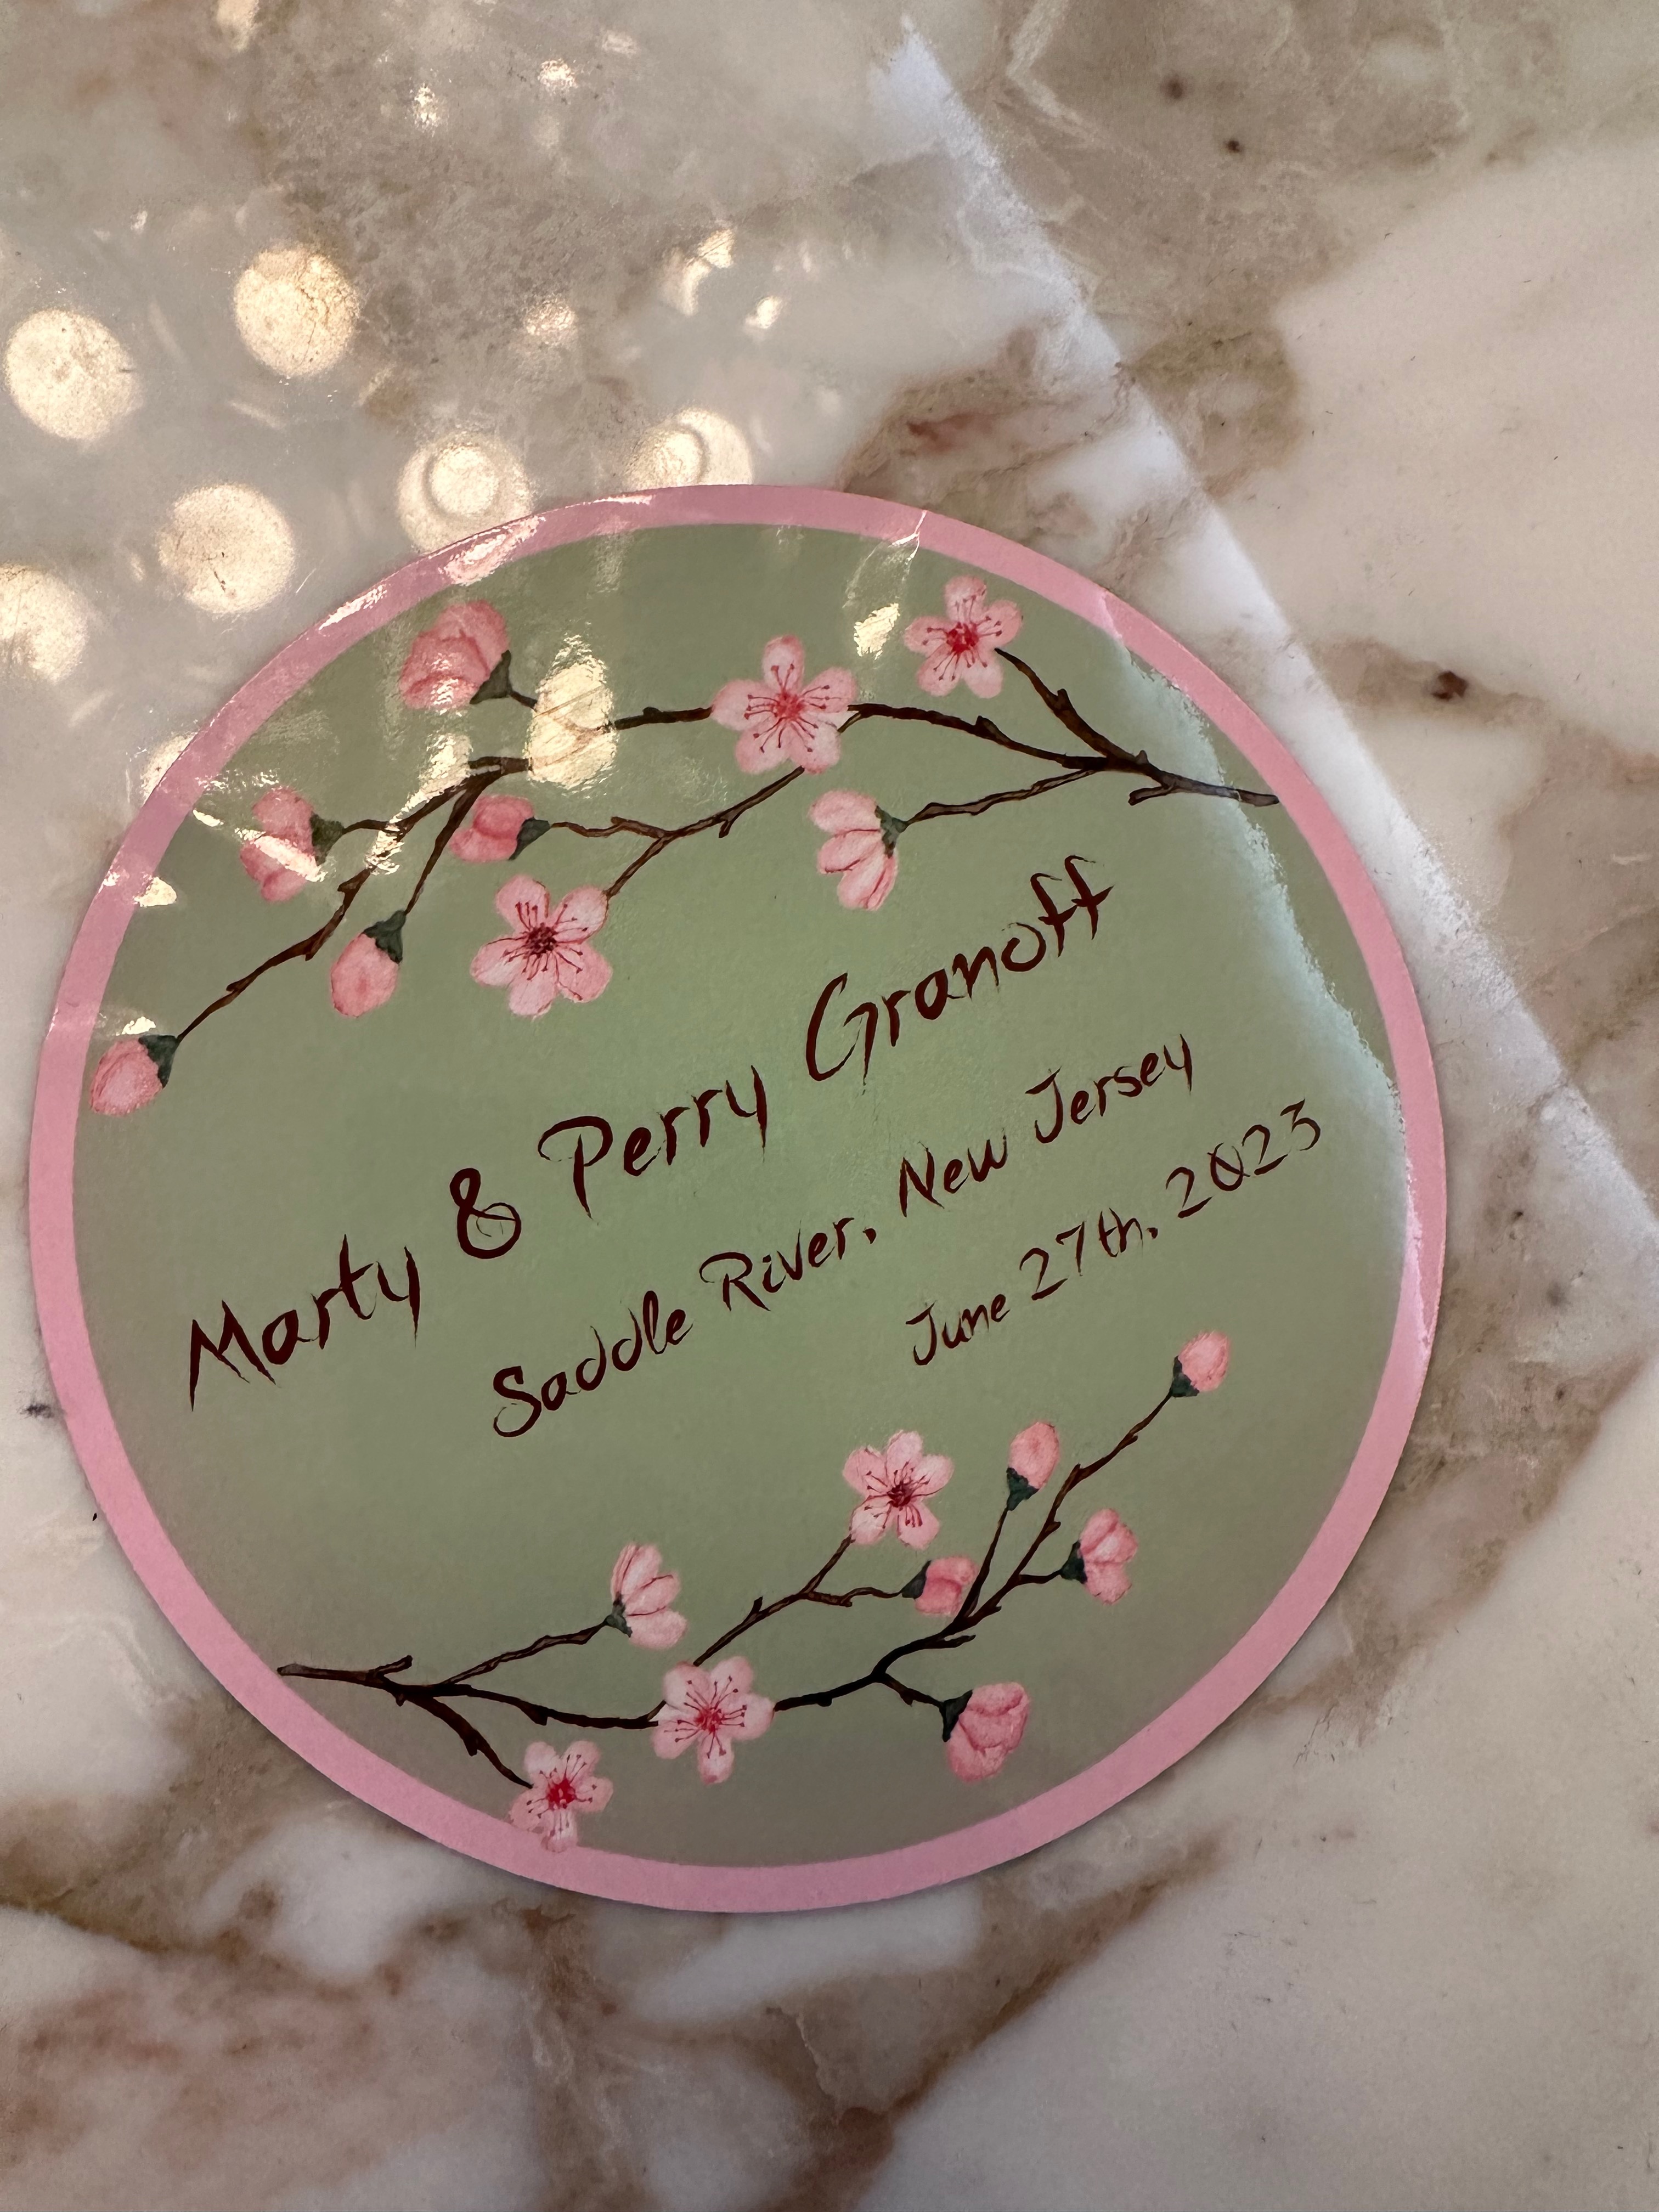 Marty & Perry Granoff
Saddle River, New Jersey
June 27th, 2023